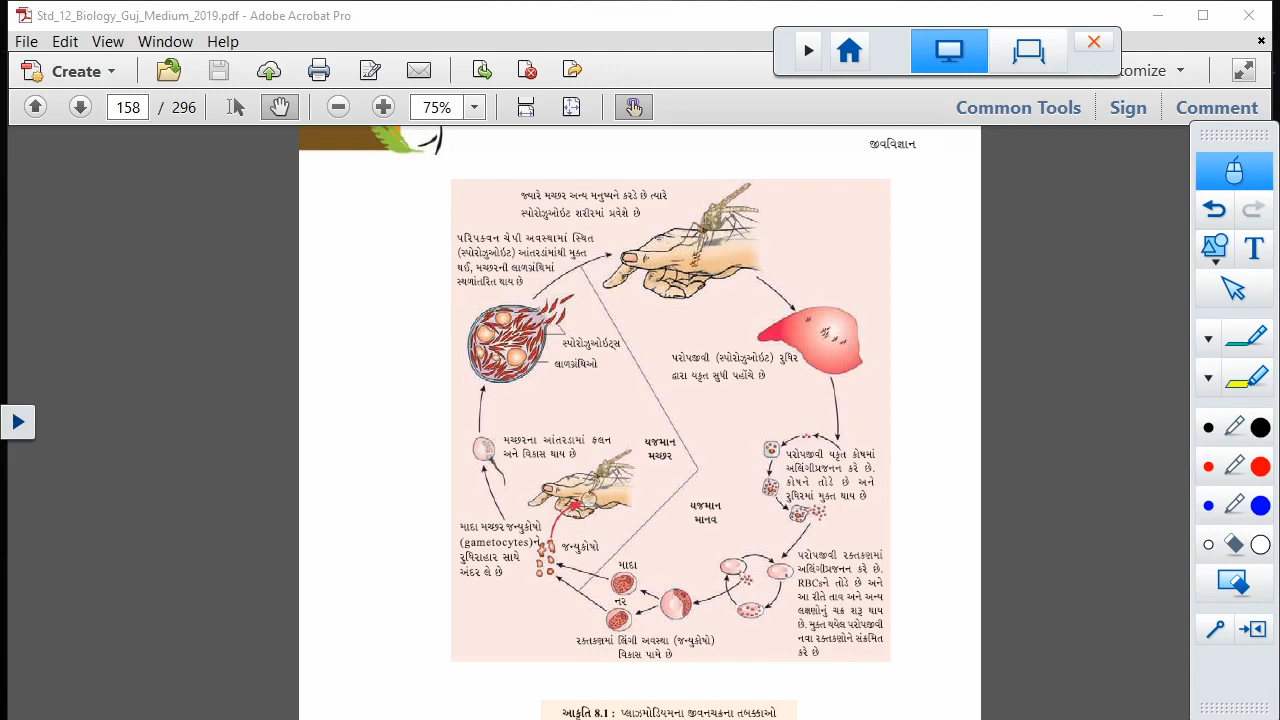 Std_12_Biology_Guj_Medium_2019.pdf - Adobe Acrobat Pro
File Edit View Window Help
Create
tomize
158 / 296
75%
Common Tools Sign Comment
જીવવિજ્ઞાન
જ્યારે મચ્છર અન્ય મનુષ્યને કરડે છે ત્યારે
સ્પોરોઝુઓઇટ શરીરમાં પ્રવેશે છે
પરિપકવન ચેપી અવસ્થામાં સ્થિત
(સ્પોરોઝુઓઇટ) આંતરડામાંથી મુક્ત
થઈ, મચ્છરની લાળગ્રંથિમાં
સ્થળાંતરિત થાય છે
સ્પોરોઝુઓઇટ્સ
લાળગ્રંથિઓ
પરોપજીવી (સ્પોરોઝુઓઇટ) રુધિર
દ્વારા યકૃત સુધી પહોંચે છે
મચ્છરના આંતરડામાં ફલન
અને વિકાસ થાય છે
યજમાન
મચ્છર
પરોપજીવી યકૃત કોષમાં
અલિંગીપ્રજનન કરે છે.
કોષને તોડે છે અને
રુધિરમાં મુક્ત થાય છે
યજમાન
માનવ
માદા મચ્છર જન્યુકોષો
(gametocytes)ને
રુધિરાહાર સાથે
અંદર લે છે
જન્યુકોષો
માદા
નર
પરોપજીવી રક્તકણમાં
અલિંગીપ્રજનન કરે છે.
RBCsને તોડે છે અને
આ રીતે તાવ અને અન્ય
લક્ષણોનું ચક્ર શરૂ થાય
છે. મુક્ત થયેલ પરોપજીવી
નવા રક્તકણોને સંક્રમિત
કરે છે
રક્તકણમાં લિંગી અવસ્થા (જન્યુકોષો)
વિકાસ પામે છે
આકૃતિ 8.1 : પ્લાઝમોડિયમના જીવનચક્રના તબક્કાઓ